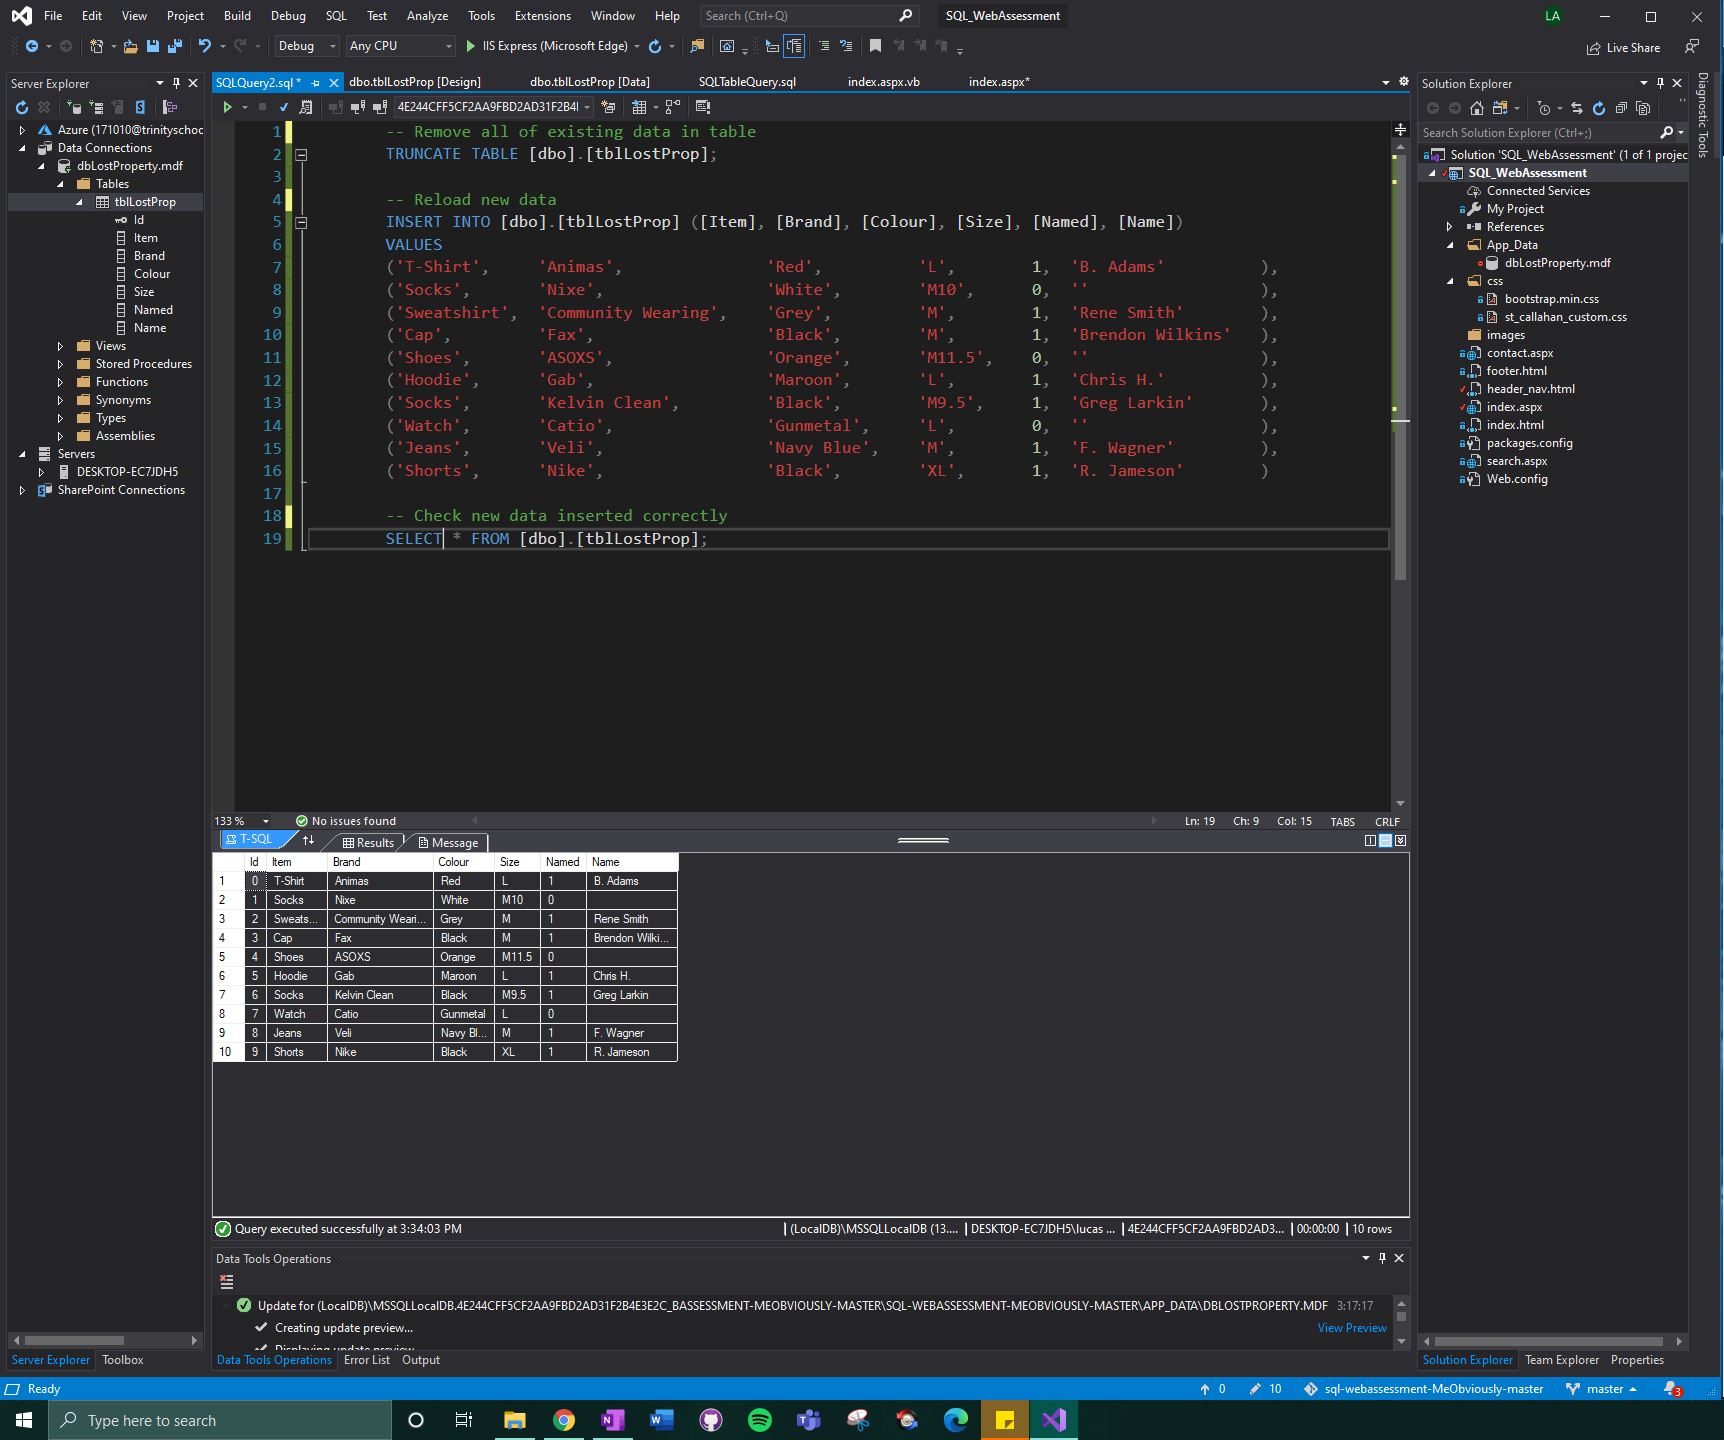 File Edit View Project Build Debug SQL Test Analyze Tools Extensions Window Help Search (Ctrl+Q) SQL_WebAssessment LA
Debug Any CPU IIS Express (Microsoft Edge) Live Share
Server Explorer
Azure (171010@trinityschoo
Data Connections
dbLostProperty.mdf
Tables
tblLostProp
Id
Item
Brand
Colour
Size
Named
Name
Views
Stored Procedures
Functions
Synonyms
Types
Assemblies
Servers
DESKTOP-EC7JDH5
SharePoint Connections
Server Explorer Toolbox
SQLQuery2.sql * dbo.tblLostProp [Design] dbo.tblLostProp [Data] SQLTableQuery.sql index.aspx.vb index.aspx*
4E244CFF5CF2AA9FBD2AD31F2B4I
1 -- Remove all of existing data in table
2 TRUNCATE TABLE [dbo].[tblLostProp];
3
4 -- Reload new data
5 INSERT INTO [dbo].[tblLostProp] ([Item], [Brand], [Colour], [Size], [Named], [Name])
6 VALUES
7 ('T-Shirt', 'Animas', 'Red', 'L', 1, 'B. Adams' ),
8 ('Socks', 'Nixe', 'White', 'M10', 0, '' ),
9 ('Sweatshirt', 'Community Wearing', 'Grey', 'M', 1, 'Rene Smith' ),
10 ('Cap', 'Fax', 'Black', 'M', 1, 'Brendon Wilkins' ),
11 ('Shoes', 'ASOXS', 'Orange', 'M11.5', 0, '' ),
12 ('Hoodie', 'Gab', 'Maroon', 'L', 1, 'Chris H.' ),
13 ('Socks', 'Kelvin Clean', 'Black', 'M9.5', 1, 'Greg Larkin' ),
14 ('Watch', 'Catio', 'Gunmetal', 'L', 0, '' ),
15 ('Jeans', 'Veli', 'Navy Blue', 'M', 1, 'F. Wagner' ),
16 ('Shorts', 'Nike', 'Black', 'XL', 1, 'R. Jameson' )
17
18 -- Check new data inserted correctly
19 SELECT * FROM [dbo].[tblLostProp];
133 % No issues found Ln: 19 Ch: 9 Col: 15 TABS CRLF
T-SQL Results Message
Id Item Brand Colour Size Named Name
1 0 T-Shirt Animas Red L 1 B. Adams
2 1 Socks Nixe White M10 0
3 2 Sweats... Community Weari... Grey M 1 Rene Smith
4 3 Cap Fax Black M 1 Brendon Wilki...
5 4 Shoes ASOXS Orange M11.5 0
6 5 Hoodie Gab Maroon L 1 Chris H.
7 6 Socks Kelvin Clean Black M9.5 1 Greg Larkin
8 7 Watch Catio Gunmetal L 0
9 8 Jeans Veli Navy Bl... M 1 F. Wagner
10 9 Shorts Nike Black XL 1 R. Jameson
Query executed successfully at 3:34:03 PM (LocalDB)\MSSQLLocalDB (13.... DESKTOP-EC7JDH5\lucas ... 4E244CFF5CF2AA9FBD2AD3... 00:00:00 10 rows
Data Tools Operations
Update for (LocalDB)\MSSQLLocalDB.4E244CFF5CF2AA9FBD2AD31F2B4E3E2C_BASSESSMENT-MEOBVIOUSLY-MASTER\SQL-WEBASSESSMENT-MEOBVIOUSLY-MASTER\APP_DATA\DBLOSTPROPERTY.MDF 3:17:17
Creating update preview... View Preview
Displaying update preview
Data Tools Operations Error List Output
Solution Explorer
Search Solution Explorer (Ctrl+;)
Solution 'SQL_WebAssessment' (1 of 1 projec
SQL_WebAssessment
Connected Services
My Project
References
App_Data
dbLostProperty.mdf
css
bootstrap.min.css
st_callahan_custom.css
images
contact.aspx
footer.html
header_nav.html
index.aspx
index.html
packages.config
search.aspx
Web.config
Solution Explorer Team Explorer Properties
Diagnostic Tools
Ready 0 10 sql-webassessment-MeObviously-master master 3
Type here to search